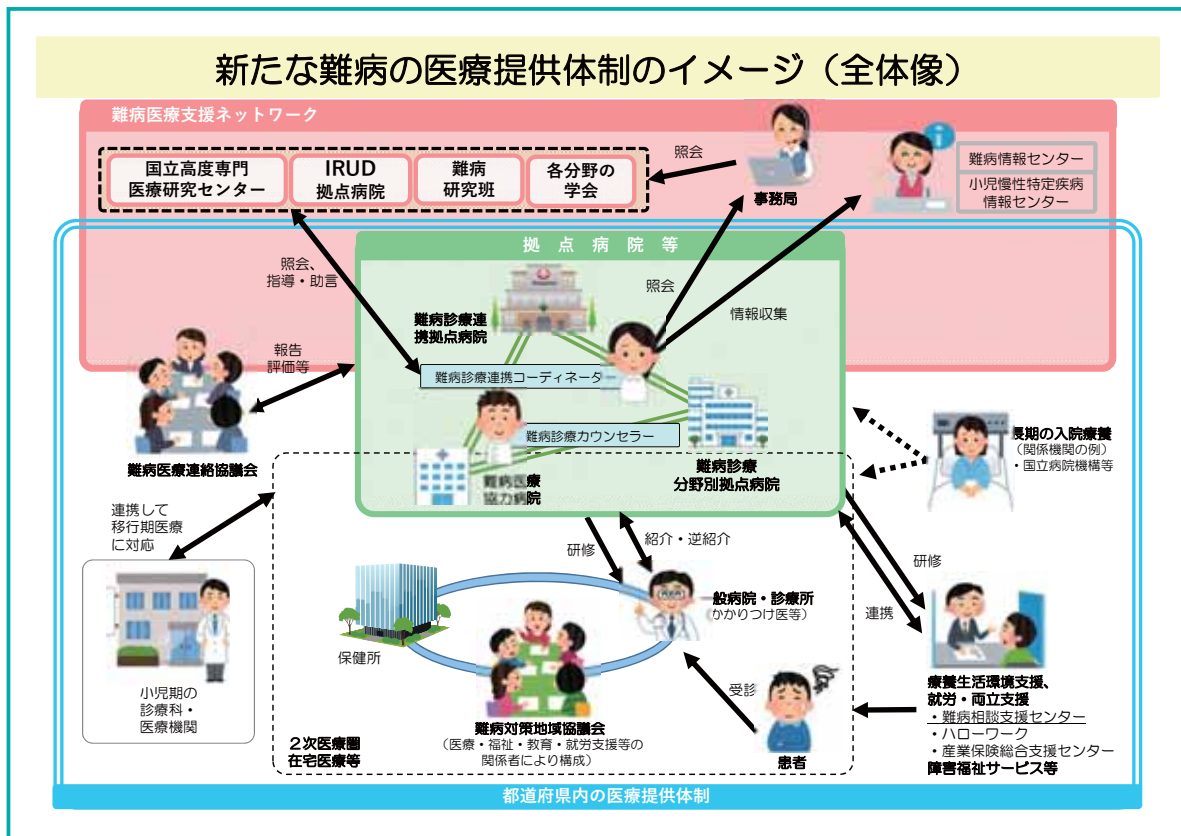 新たな難病の医療提供体制のイメージ（全体像）
難病医療支援ネットワーク
国立高度専門
医療研究センター
IRUD
拠点病院
難病
研究班
各分野の
学会
照会
事務局
難病情報センター
小児慢性特定疾病
情報センター
拠点病院等
照会、
指導・助言
照会
情報収集
難病診療連
携拠点病院
報告
評価等
難病診療連携コーディネーター
難病診療カウンセラー
難病医療連絡協議会
難病医療
協力病院
難病診療
分野別拠点病院
長期の入院療養
（関係機関の例）
・国立病院機構等
連携して
移行期医療
に対応
研修
紹介・逆紹介
研修
連携
般病院・診療所
かかりつけ医等）
保健所
小児期の
診療科・
医療機関
受診
難病対策地域協議会
（医療・福祉・教育・就労支援等の
関係者により構成）
２次医療圏
在宅医療等
患者
療養生活環境支援、
就労・両立支援
・難病相談支援センター
・ハローワーク
・産業保険総合支援センター
障害福祉サービス等
都道府県内の医療提供体制